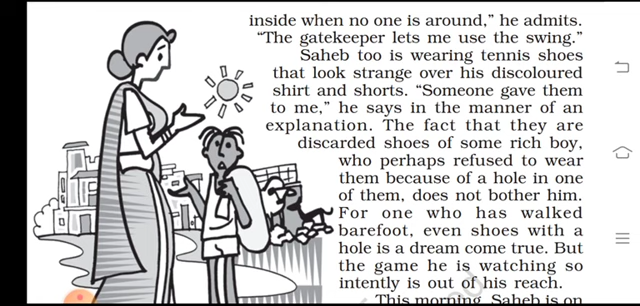 inside when no one is around,” he admits.
“The gatekeeper lets me use the swing.”
Saheb too is wearing tennis shoes
that look strange over his discoloured
shirt and shorts. “Someone gave them
to me,” he says in the manner of an
explanation. The fact that they are
discarded shoes of some rich boy,
who perhaps refused to wear
them because of a hole in one
of them, does not bother him.
For one who has walked
barefoot, even shoes with a
hole is a dream come true. But
the game he is watching so
intently is out of his reach.
This morning, Saheb is on